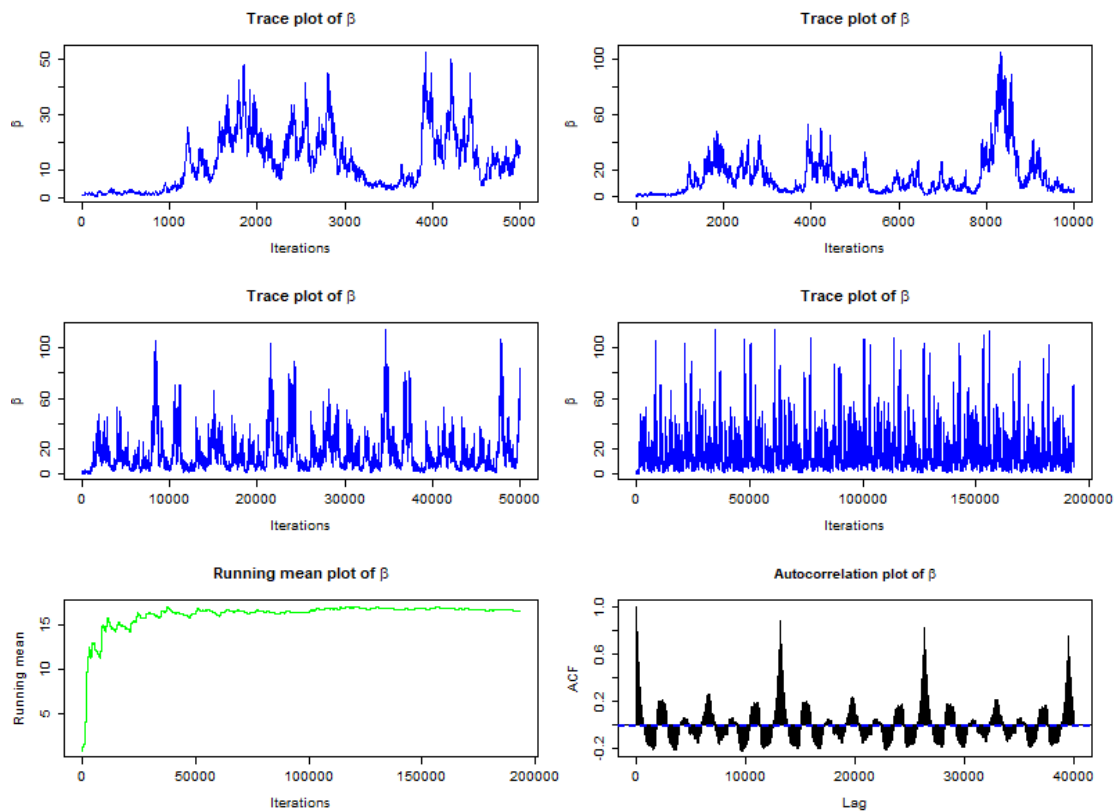 Trace plot of β
β
0 10 30 50
0 1000 2000 3000 4000 5000
Iterations
Trace plot of β
β
0 20 60 100
0 2000 4000 6000 8000 10000
Iterations
Trace plot of β
β
0 20 60 100
0 10000 20000 30000 40000 50000
Iterations
Trace plot of β
β
0 20 60 100
0 50000 100000 150000 200000
Iterations
Running mean plot of β
Running mean
5 10 15
0 50000 100000 150000 200000
Iterations
Autocorrelation plot of β
ACF
-0.2 0.2 0.6 1.0
0 10000 20000 30000 40000
Lag